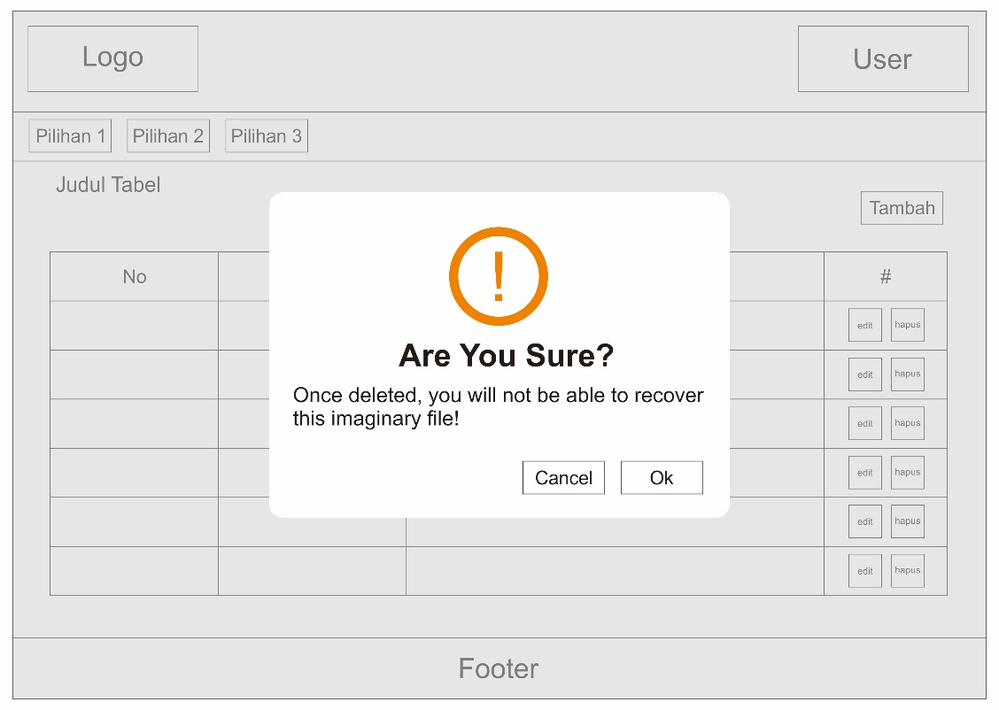 Logo
User
Pilihan 1
Pilihan 2
Pilihan 3
Judul Tabel
Tambah
No
#
!
Are You Sure?
Once deleted, you will not be able to recover
this imaginary file!
Cancel
Ok
edit
hapus
edit
hapus
edit
hapus
edit
hapus
edit
hapus
edit
hapus
Footer